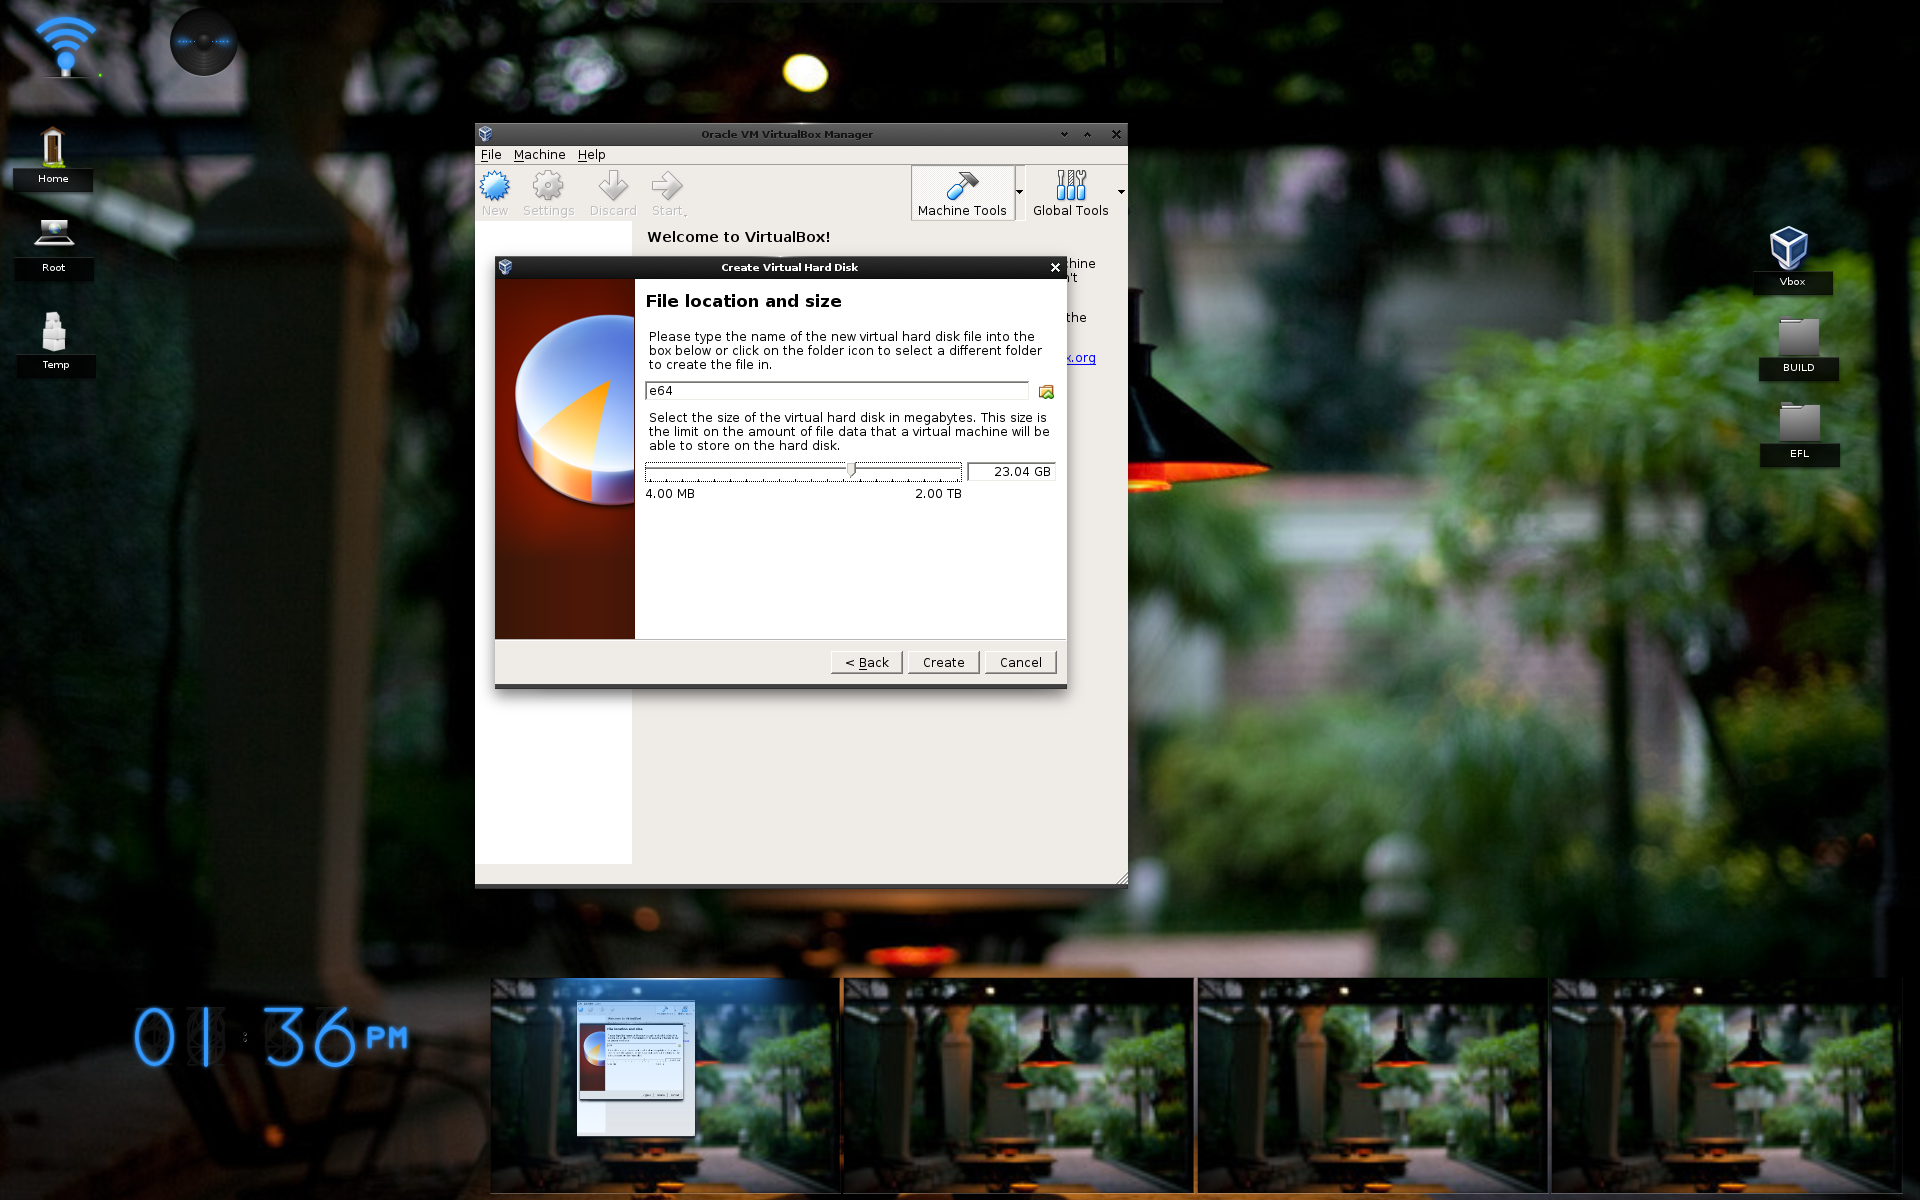 Oracle VM VirtualBox Manager
File Machine Help
New Settings Discard Start Machine Tools Global Tools
Welcome to VirtualBox!
hine
't
the
x.org
Create Virtual Hard Disk
File location and size
Please type the name of the new virtual hard disk file into the
box below or click on the folder icon to select a different folder
to create the file in.
e64
Select the size of the virtual hard disk in megabytes. This size is
the limit on the amount of file data that a virtual machine will be
able to store on the hard disk.
23.04 GB
4.00 MB 2.00 TB
< Back Create Cancel
Home
Root
Temp
Vbox
BUILD
EFL
01:36 PM